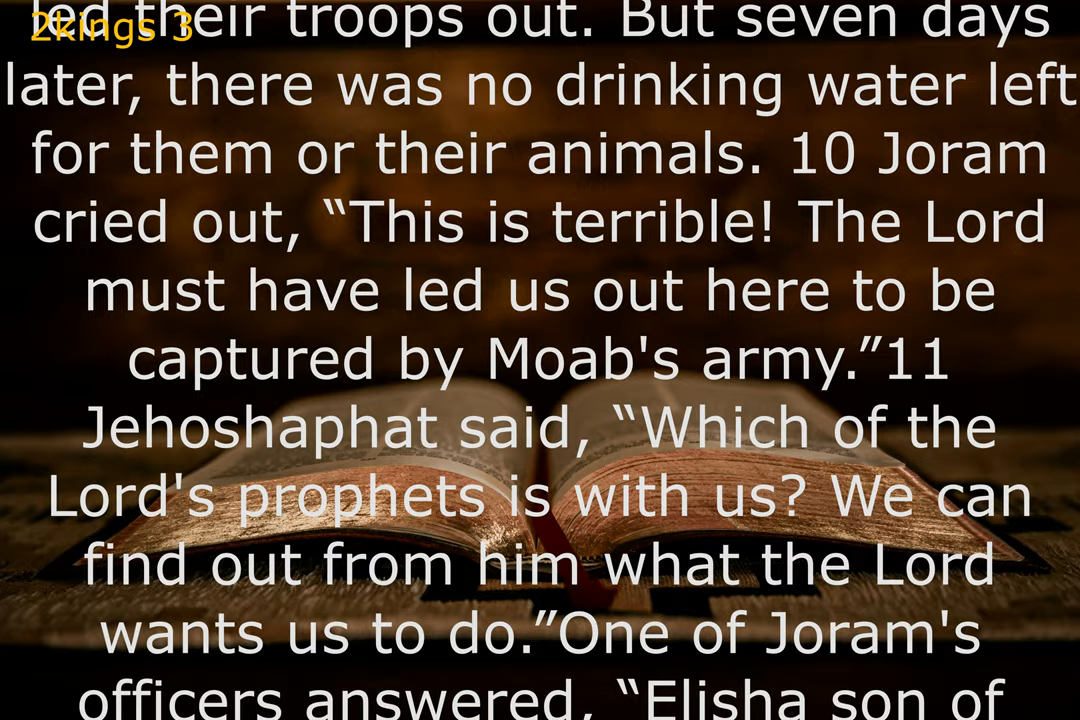 2kings 3
led their troops out. But seven days
later, there was no drinking water left
for them or their animals. 10 Joram
cried out, “This is terrible! The Lord
must have led us out here to be
captured by Moab's army.”11
Jehoshaphat said, “Which of the
Lord's prophets is with us? We can
find out from him what the Lord
wants us to do.”One of Joram's
officers answered, “Elisha son of